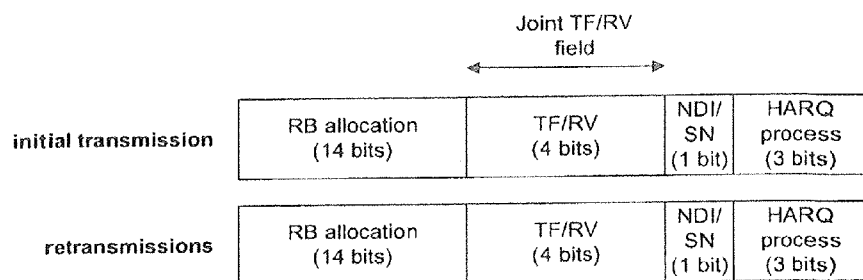 Joint TF/RV
field
initial transmission
RB allocation
(14 bits)
TF/RV
(4 bits)
NDI/
SN
(1 bit)
HARQ
process
(3 bits)
retransmissions
RB allocation
(14 bits)
TF/RV
(4 bits)
NDI/
SN
(1 bit)
HARQ
process
(3 bits)